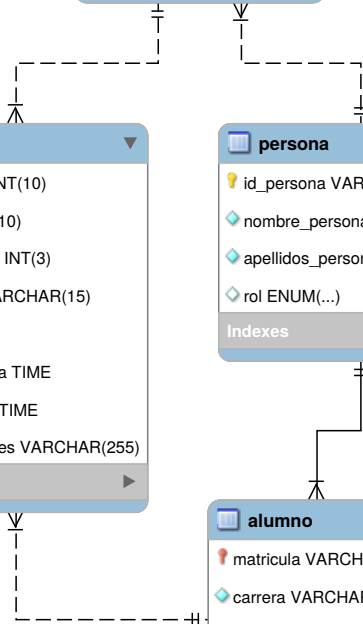 NT(10)
10)
INT(3)
ARCHAR(15)
a TIME
TIME
es VARCHAR(255)
persona
id_persona VAR
nombre_persona
apellidos_person
rol ENUM(...)
Indexes
alumno
matricula VARCH
carrera VARCHAR